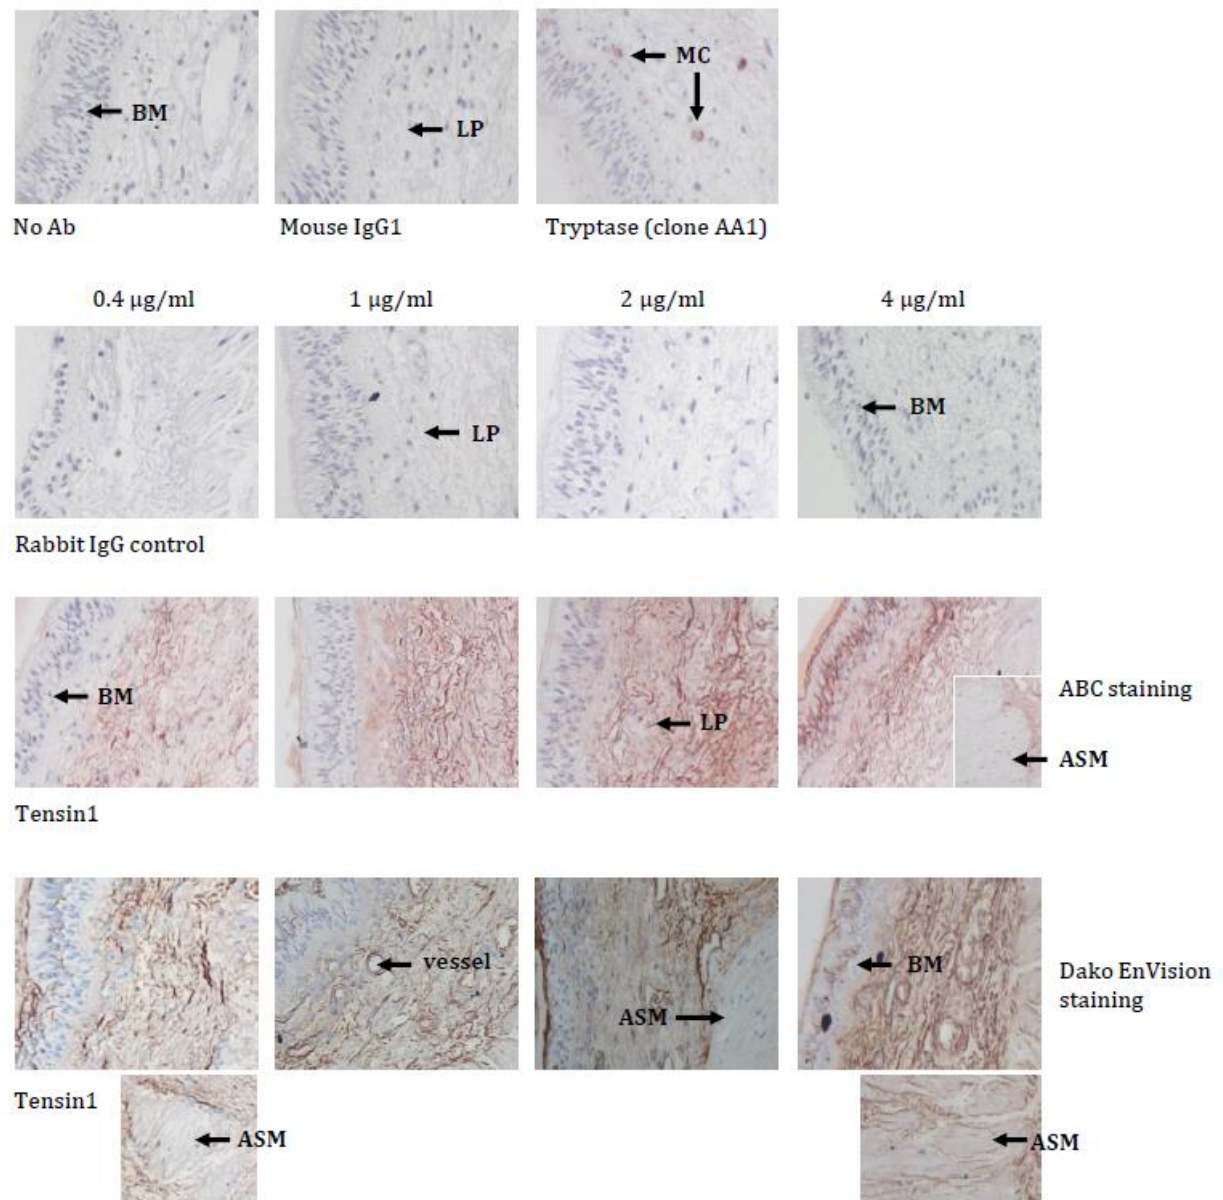 BM
LP
MC
No Ab
Mouse IgG1
Tryptase (clone AA1)
0.4 µg/ml
1 µg/ml
2 µg/ml
4 µg/ml
LP
BM
Rabbit IgG control
BM
LP
ABC staining
ASM
Tensin1
vessel
BM
ASM
Dako EnVision
staining
Tensin1
ASM
ASM